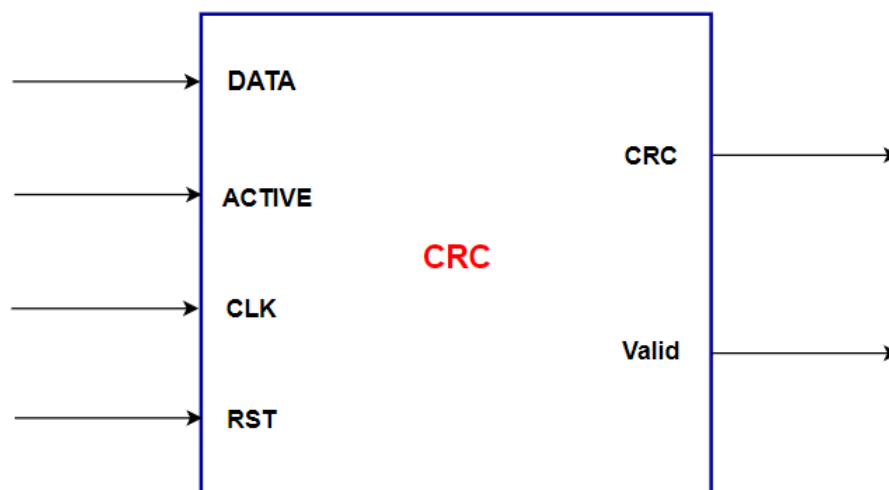 DATA
CRC
ACTIVE
CRC
CLK
Valid
RST